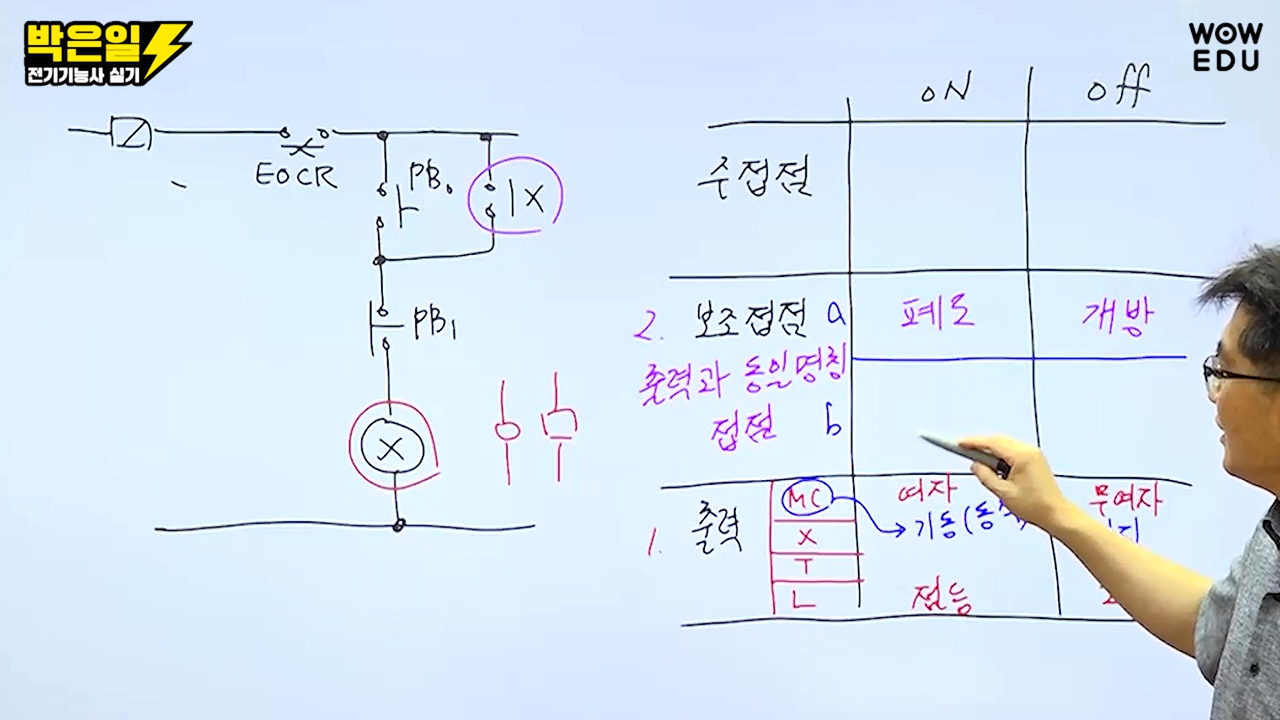 박은일
전기기능사 실기
WOW
EDU
EOCR
PB₀
X
PB₁
X
ON
Off
주접점
2. 보조접점 a
폐로
개방
출력과 동일명칭
접점 b
1. 출력
MC
여자
무여자
기동(동작
X
T
L
점등